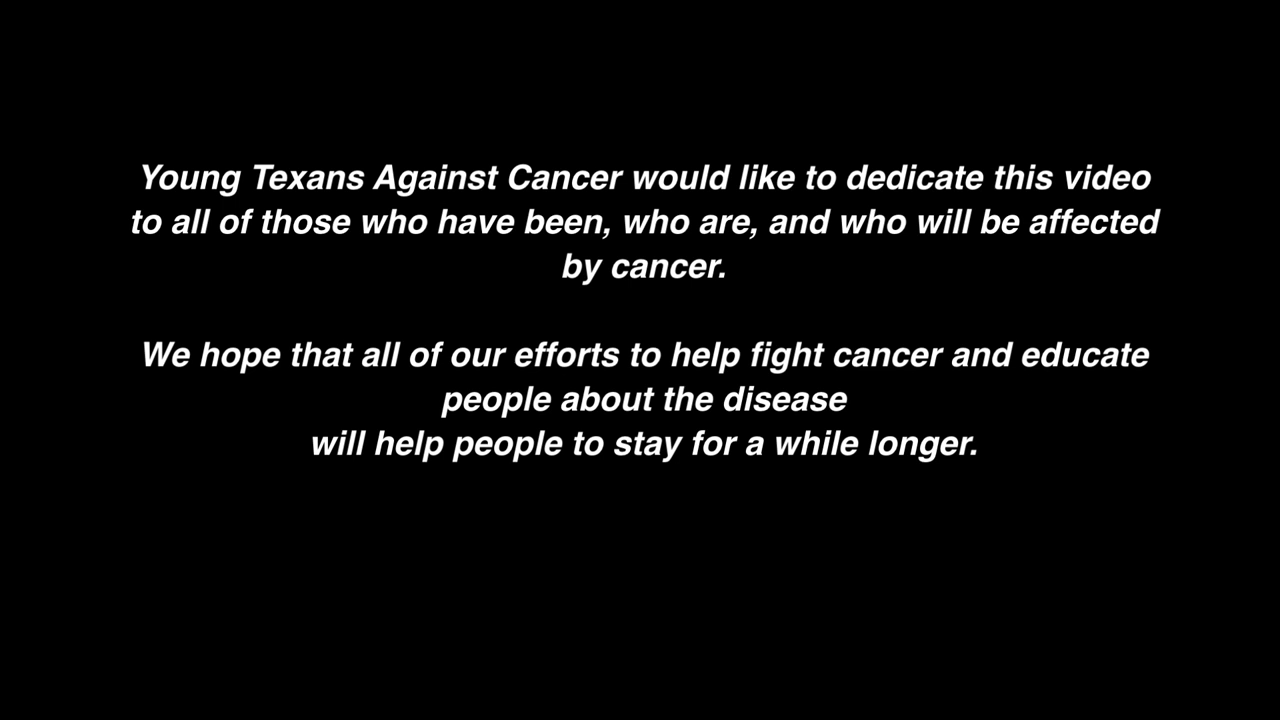 Young Texans Against Cancer would like to dedicate this video
to all of those who have been, who are, and who will be affected
by cancer.
We hope that all of our efforts to help fight cancer and educate
people about the disease
will help people to stay for a while longer.